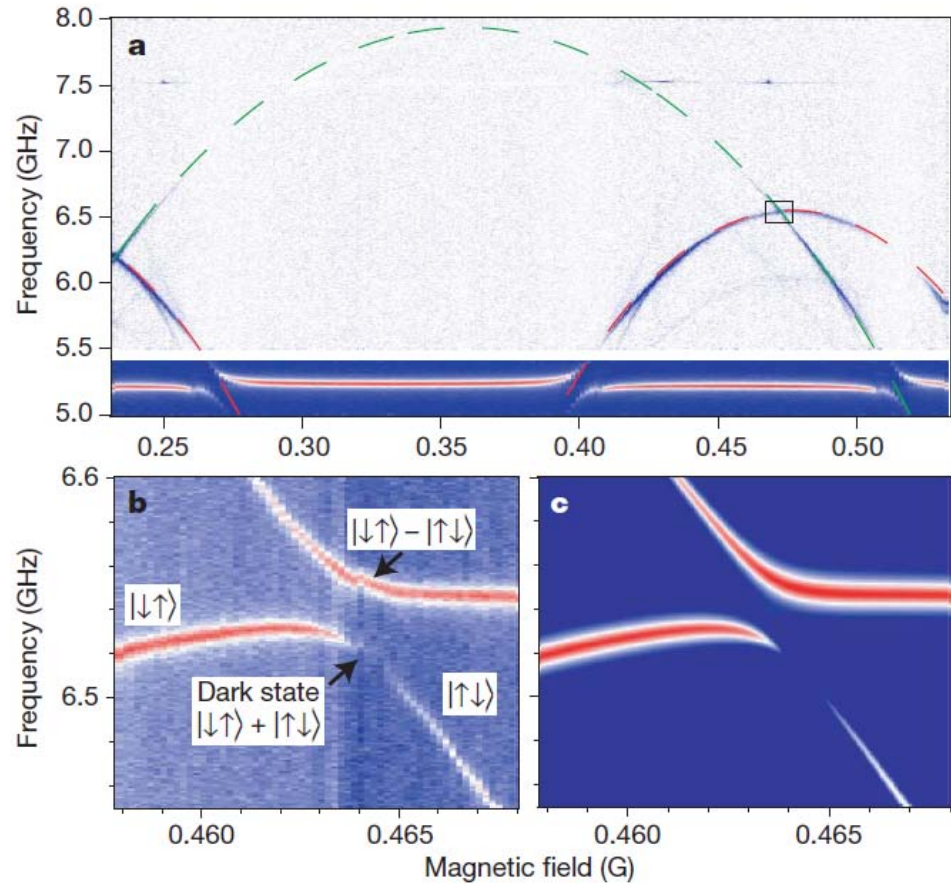 a
Frequency (GHz)
8.0
7.5
7.0
6.5
6.0
5.5
5.0
0.25 0.30 0.35 0.40 0.45 0.50
b
c
Frequency (GHz)
6.6
6.5
|↓↑⟩ − |↑↓⟩
|↓↑⟩
|↑↓⟩
Dark state
|↓↑⟩ + |↑↓⟩
0.460 0.465 0.460 0.465
Magnetic field (G)